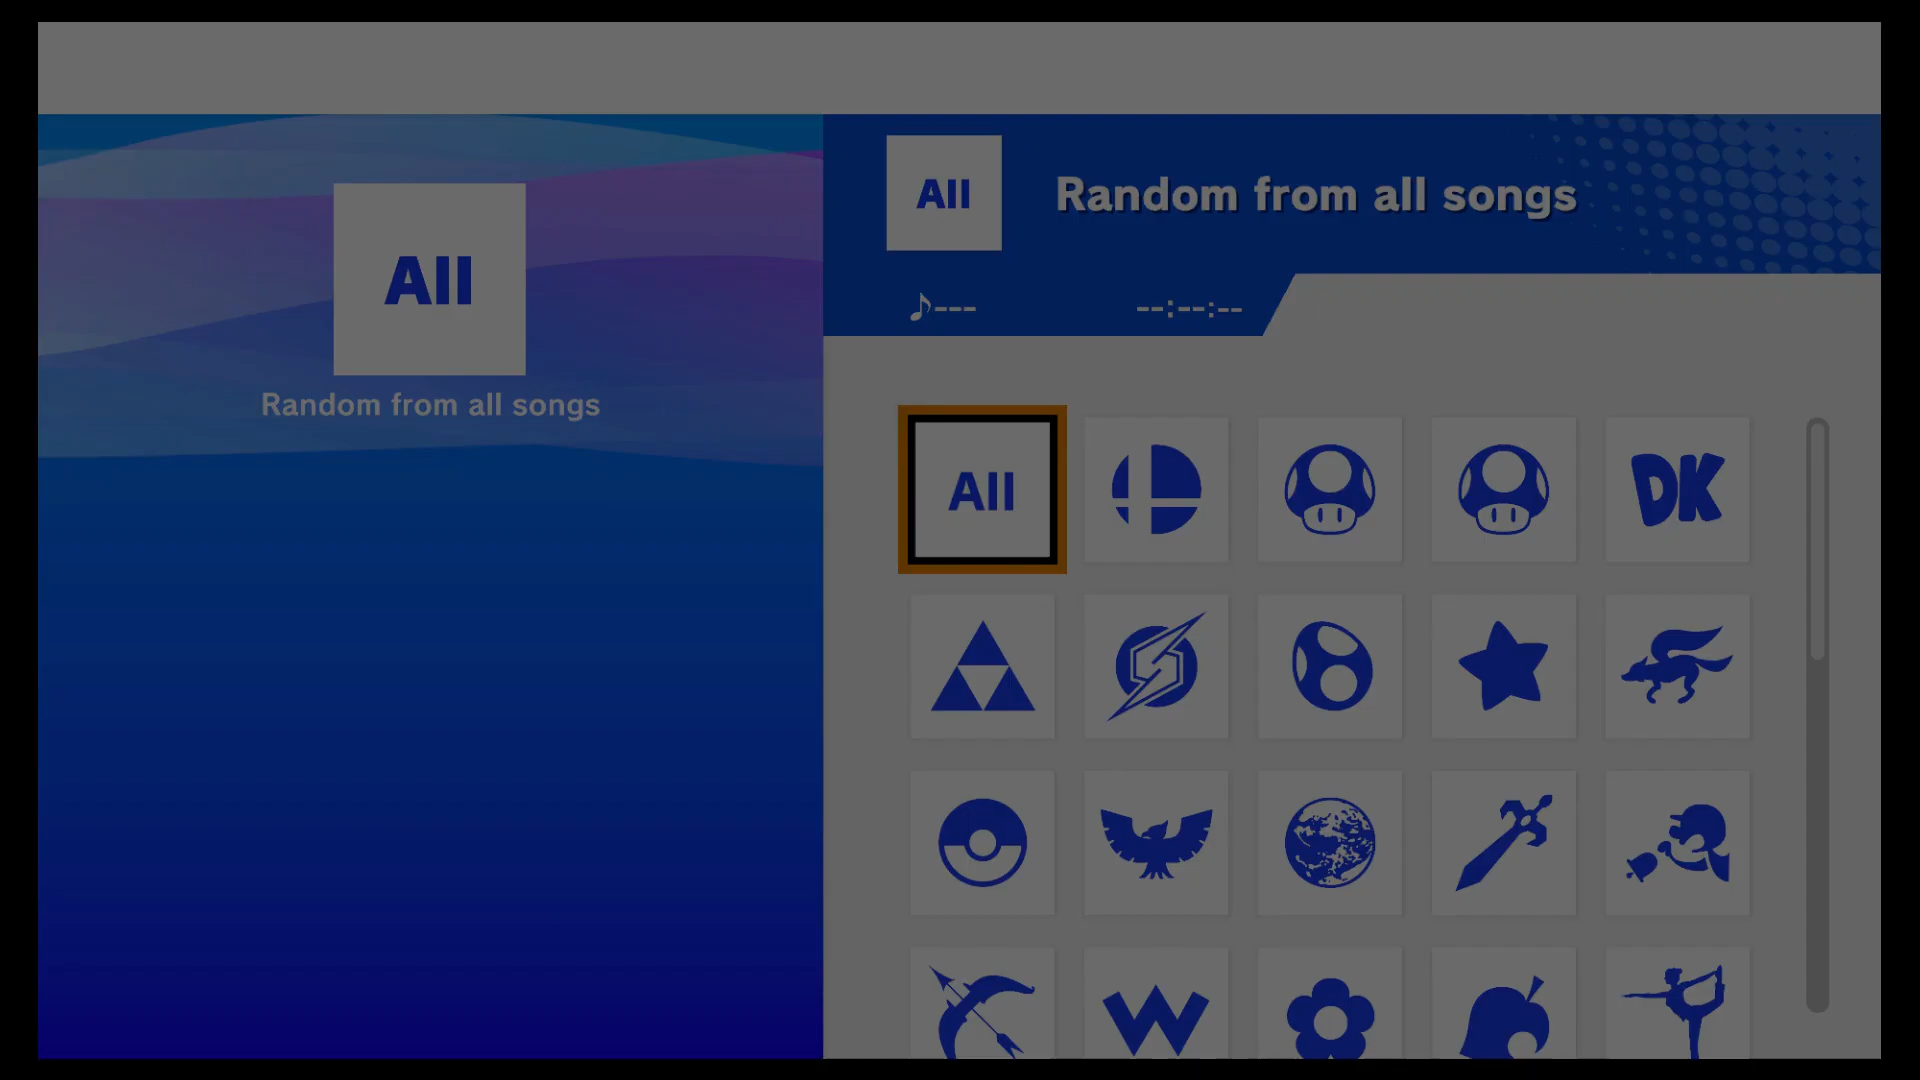 All
Random from all songs
All
Random from all songs
♪---
--:--:--
All
DK